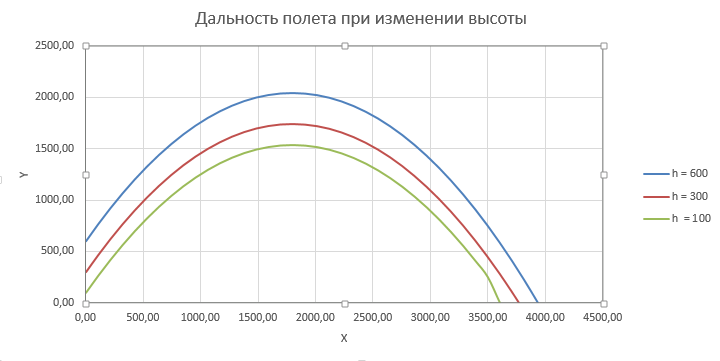 Дальность полета при изменении высоты
2500,00
2000,00
1500,00
1000,00
500,00
0,00
Y
0,00 500,00 1000,00 1500,00 2000,00 2500,00 3000,00 3500,00 4000,00 4500,00
X
h = 600
h = 300
h = 100